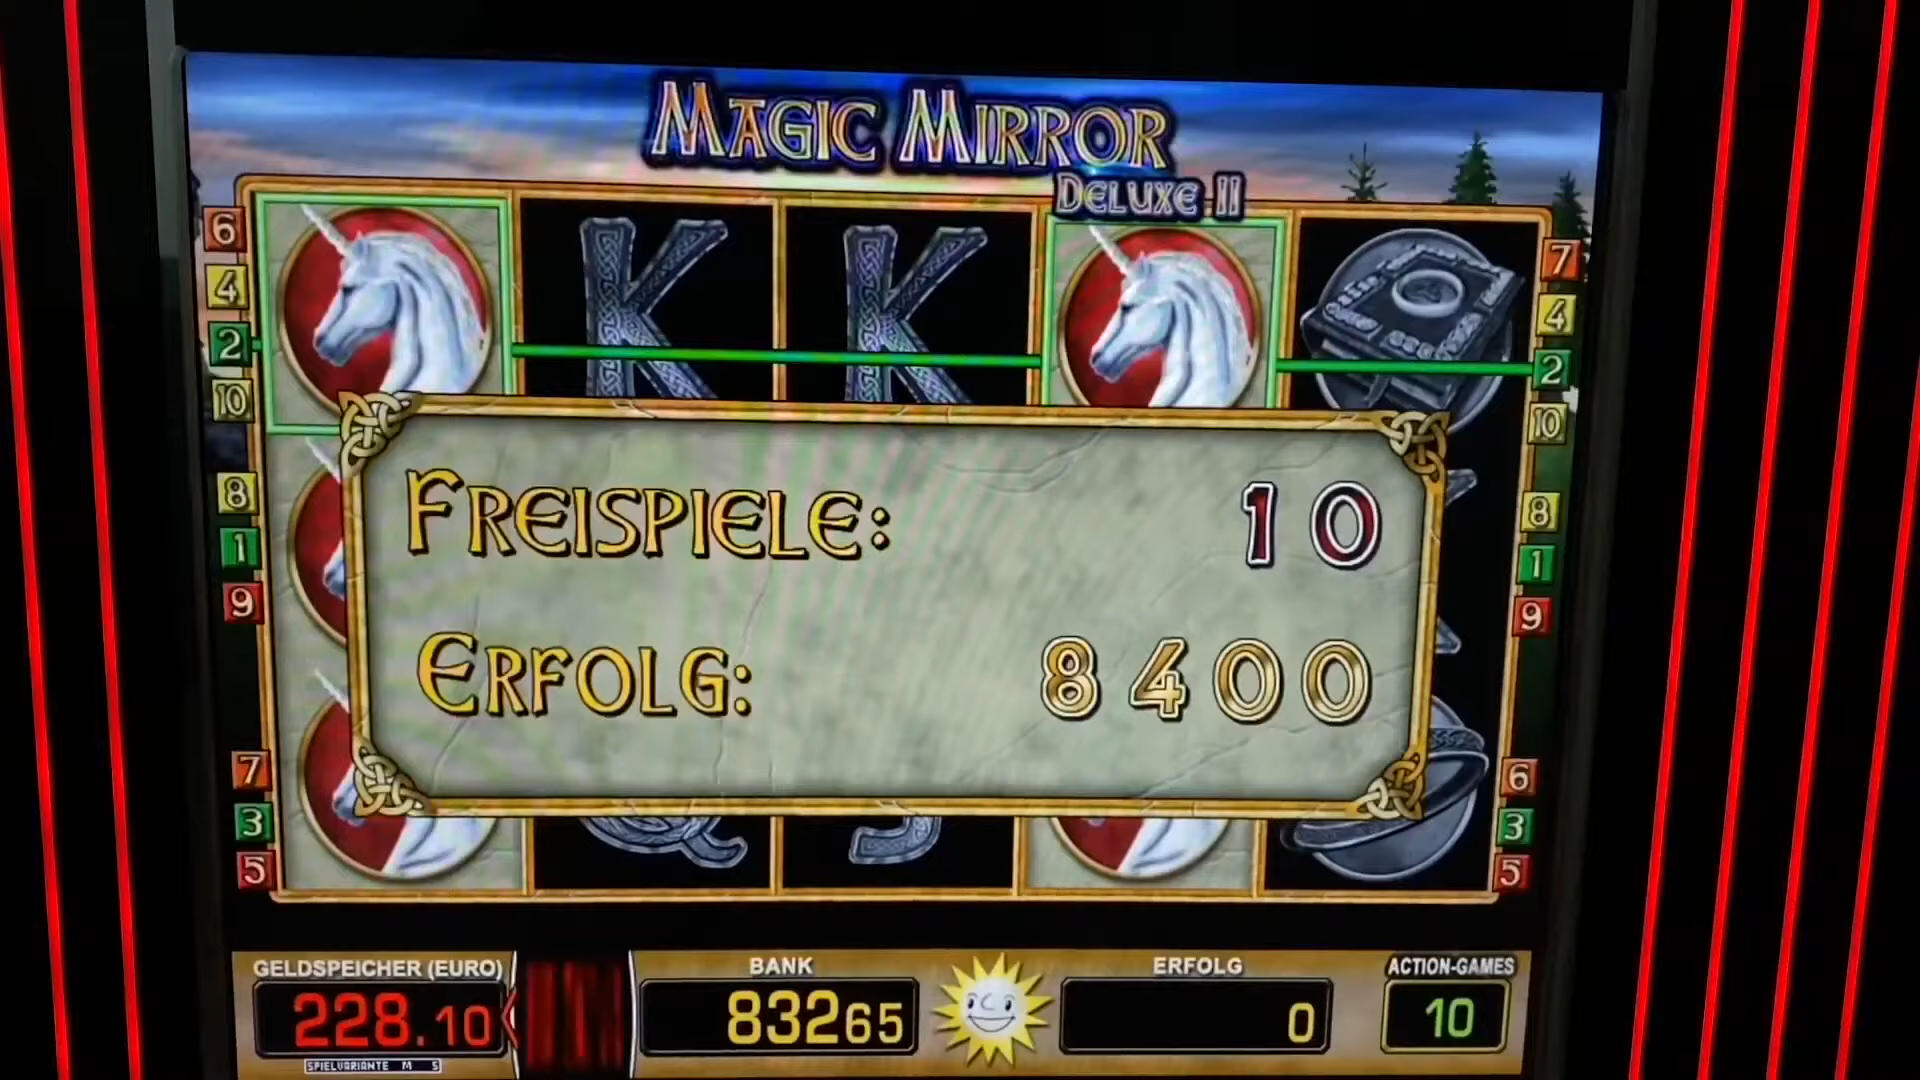 MAGIC MIRROR
DELUXE II
6
4
2
10
8
1
9
7
3
5
K K
7
4
2
10
8
1
9
6
3
5
FREISPIELE: 10
ERFOLG: 8400
Q J
GELDSPEICHER (EURO)
228.10
SPIELVARIANTE M S
BANK
83265
ERFOLG
0
ACTION-GAMES
10